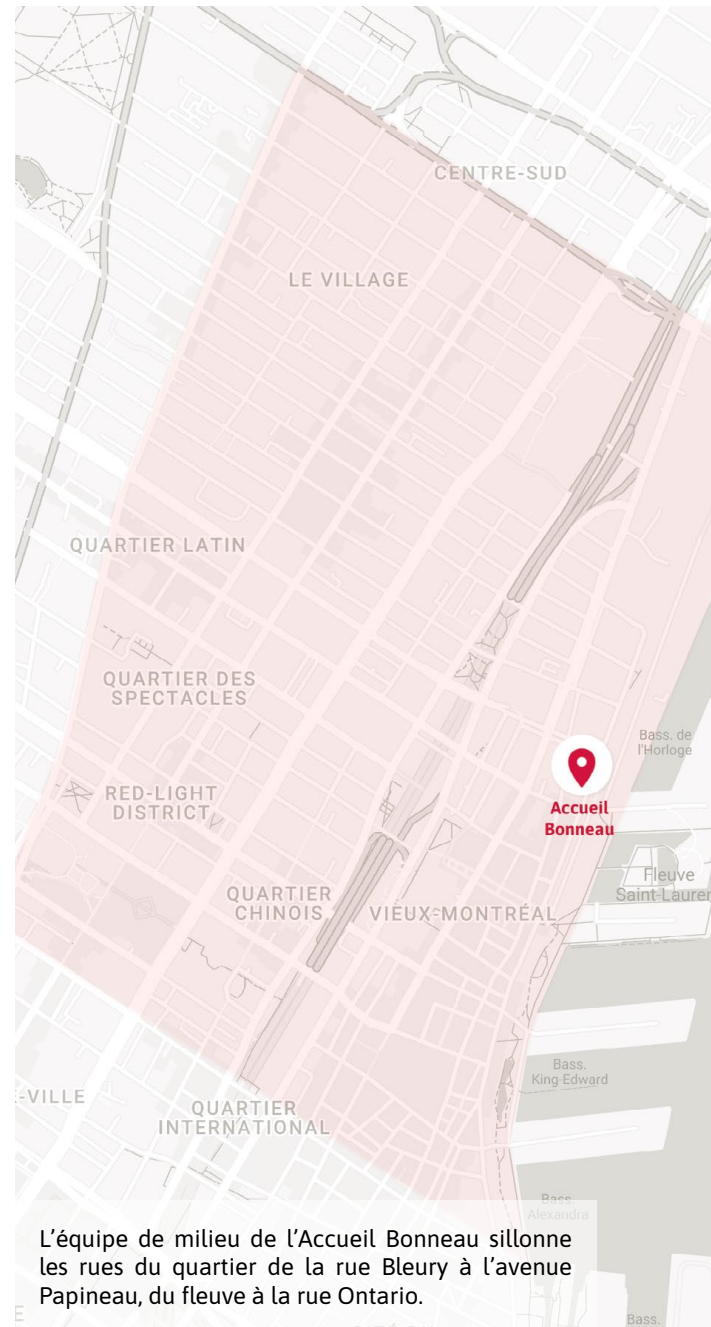 CENTRE-SUD
LE VILLAGE
QUARTIER LATIN
QUARTIER DES
SPECTACLES
Bass. de
l'Horloge
RED-LIGHT
DISTRICT
Accueil
Bonneau
Fleuve
Saint-Lauren
QUARTIER
CHINOIS
VIEUX-MONTRÉAL
Bass.
King-Edward
E-VILLE
QUARTIER
INTERNATIONAL
Bass.
Alexandra
L'équipe de milieu de l'Accueil Bonneau sillonne
les rues du quartier de la rue Bleury à l'avenue
Papineau, du fleuve à la rue Ontario.
Bass.